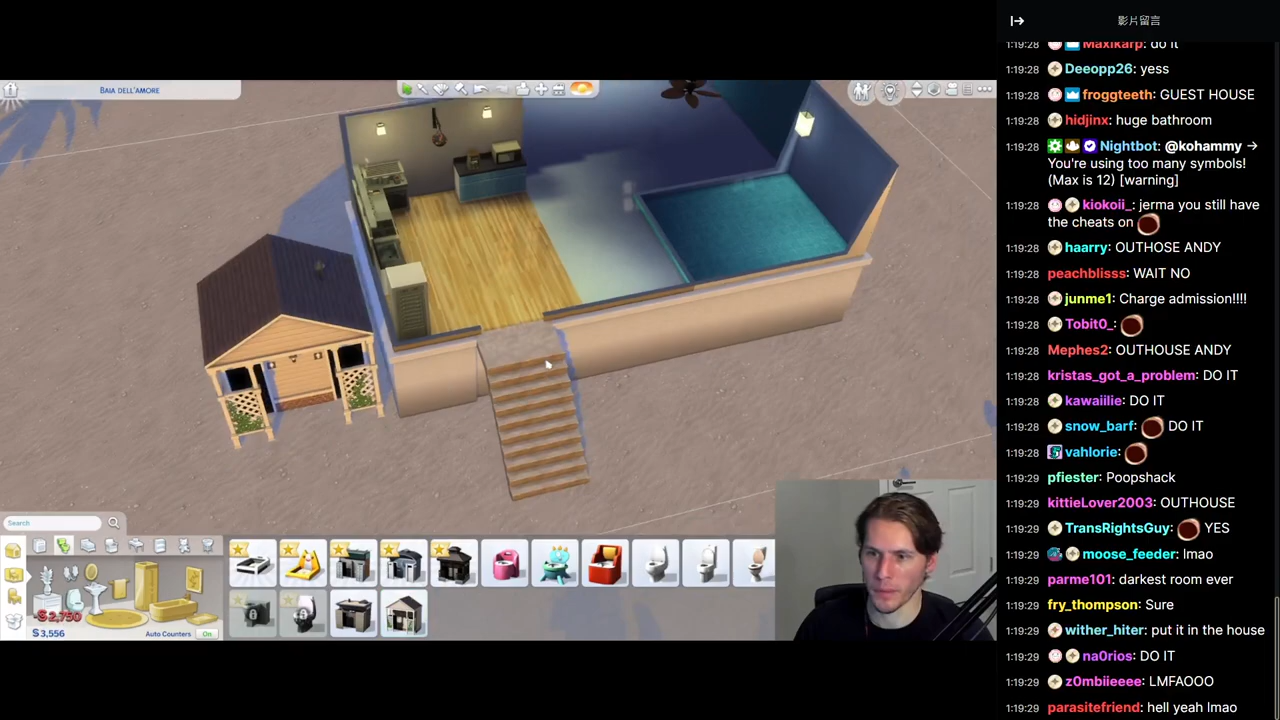 影片留言
BAIA DELL'AMORE
1:19:28 Maxikarp: do it
1:19:28 Deeopp26: yess
1:19:28 froggteeth: GUEST HOUSE
1:19:28 hidjinx: huge bathroom
1:19:28 Nightbot: @kohammy →
You're using too many symbols!
(Max is 12) [warning]
1:19:28 kiokoii_: jerma you still have
the cheats on
1:19:28 haarry: OUTHOSE ANDY
1:19:28 peachblisss: WAIT NO
1:19:28 junme1: Charge admission!!!!
1:19:28 Tobit0_:
1:19:28 Mephes2: OUTHOUSE ANDY
1:19:28 kristas_got_a_problem: DO IT
1:19:28 kawaiilie: DO IT
1:19:28 snow_barf: DO IT
1:19:28 vahlorie:
1:19:29 pfiester: Poopshack
1:19:29 kittieLover2003: OUTHOUSE
1:19:29 TransRightsGuy: YES
1:19:29 moose_feeder: lmao
1:19:29 parme101: darkest room ever
1:19:29 fry_thompson: Sure
1:19:29 wither_hiter: put it in the house
1:19:29 na0rios: DO IT
1:19:29 z0mbiieeee: LMFAOOO
1:19:29 parasitefriend: hell yeah lmao
Search
-$2,750
$3,556
Auto Counters On